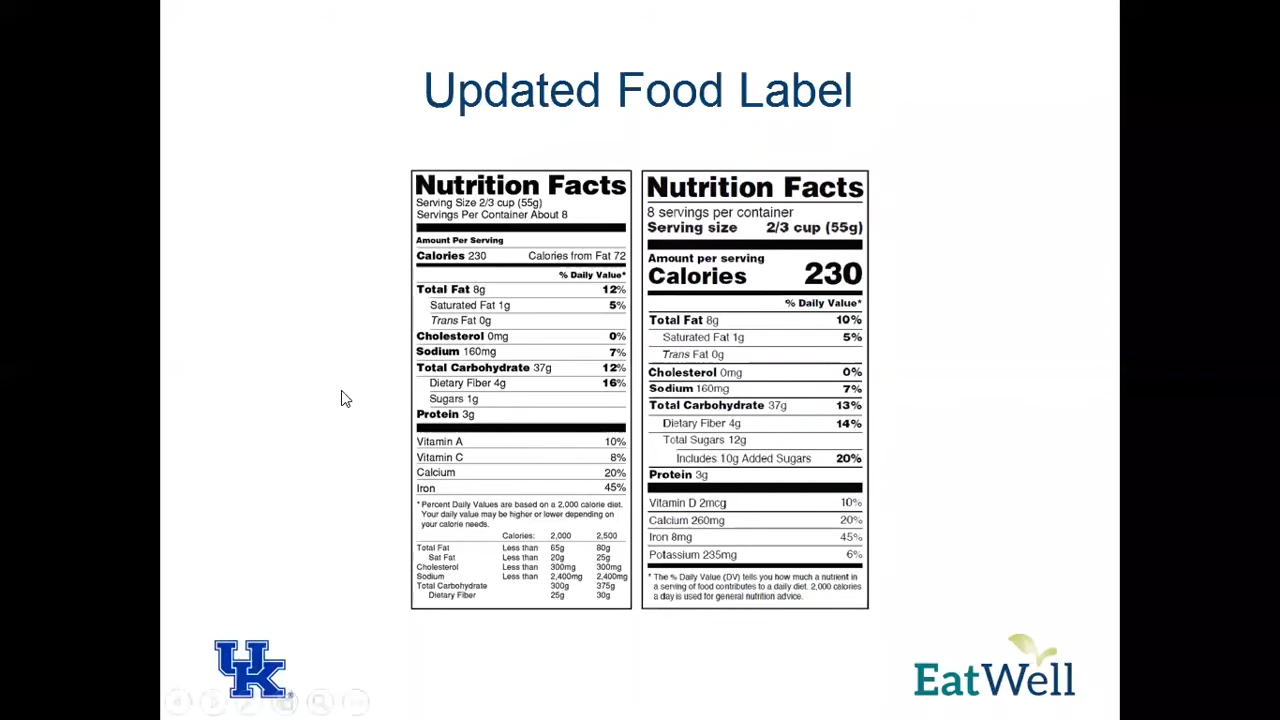 Updated Food Label
Nutrition Facts
Serving Size 2/3 cup (55g)
Servings Per Container About 8
Amount Per Serving
Calories 230 Calories from Fat 72
% Daily Value*
Total Fat 8g 12%
Saturated Fat 1g 5%
Trans Fat 0g
Cholesterol 0mg 0%
Sodium 160mg 7%
Total Carbohydrate 37g 12%
Dietary Fiber 4g 16%
Sugars 1g
Protein 3g
Vitamin A 10%
Vitamin C 8%
Calcium 20%
Iron 45%
* Percent Daily Values are based on a 2,000 calorie diet.
Your daily value may be higher or lower depending on
your calorie needs.
Calories: 2,000 2,500
Total Fat Less than 65g 80g
Sat Fat Less than 20g 25g
Cholesterol Less than 300mg 300mg
Sodium Less than 2,400mg 2,400mg
Total Carbohydrate 300g 375g
Dietary Fiber 25g 30g
Nutrition Facts
8 servings per container
Serving size 2/3 cup (55g)
Amount per serving
Calories 230
% Daily Value*
Total Fat 8g 10%
Saturated Fat 1g 5%
Trans Fat 0g
Cholesterol 0mg 0%
Sodium 160mg 7%
Total Carbohydrate 37g 13%
Dietary Fiber 4g 14%
Total Sugars 12g
Includes 10g Added Sugars 20%
Protein 3g
Vitamin D 2mcg 10%
Calcium 260mg 20%
Iron 8mg 45%
Potassium 235mg 6%
* The % Daily Value (DV) tells you how much a nutrient in
a serving of food contributes to a daily diet. 2,000 calories
a day is used for general nutrition advice.
UK
EatWell